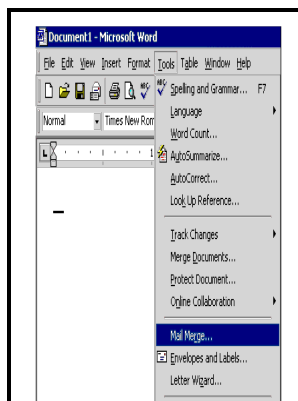 Document1 - Microsoft Word
File Edit View Insert Format Tools Table Window Help
Spelling and Grammar... F7
Language
Normal Times New Rom
Word Count...
AutoSummarize...
AutoCorrect...
Look Up Reference...
Track Changes
Merge Documents...
Protect Document...
Online Collaboration
Mail Merge...
Envelopes and Labels...
Letter Wizard...